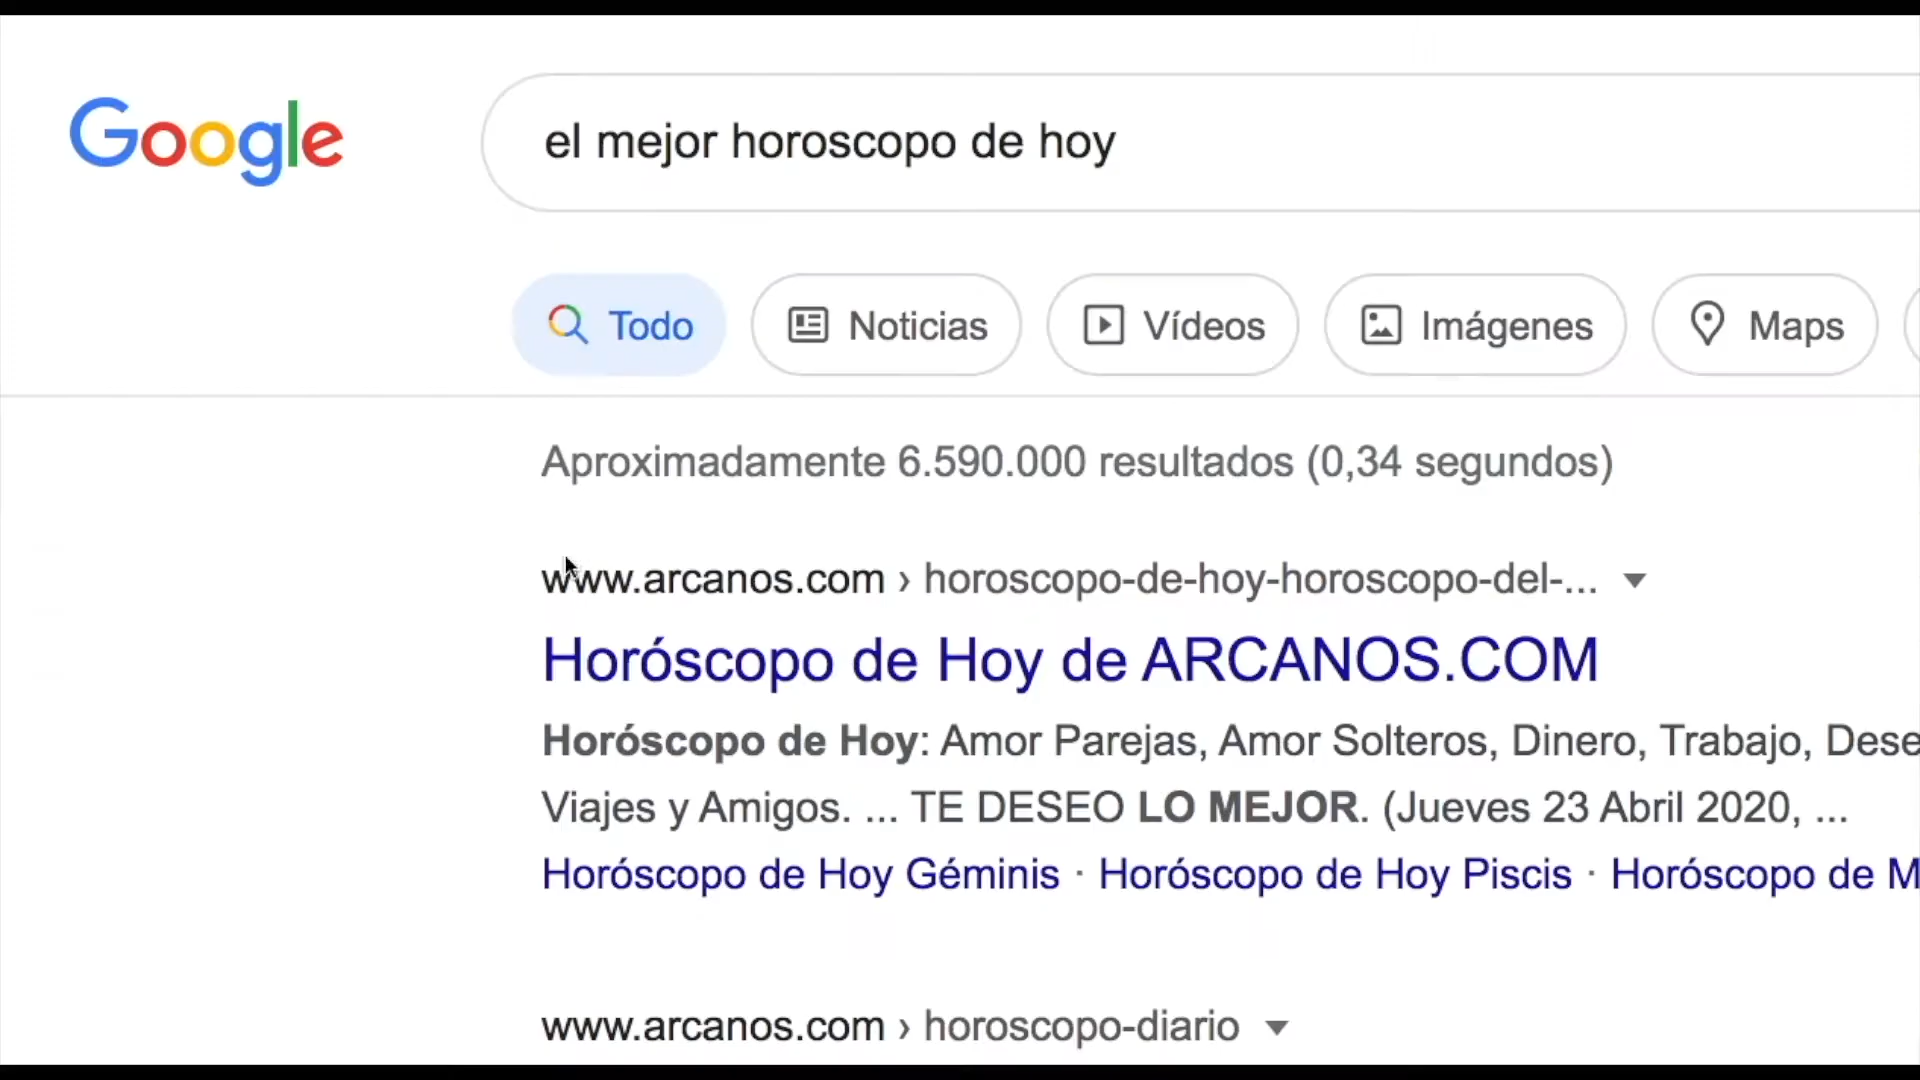 Google
el mejor horoscopo de hoy
Todo
Noticias
Vídeos
Imágenes
Maps
Aproximadamente 6.590.000 resultados (0,34 segundos)
www.arcanos.com › horoscopo-de-hoy-horoscopo-del-...
Horóscopo de Hoy de ARCANOS.COM
Horóscopo de Hoy: Amor Parejas, Amor Solteros, Dinero, Trabajo, Dese
Viajes y Amigos. ... TE DESEO LO MEJOR. (Jueves 23 Abril 2020, ...
Horóscopo de Hoy Géminis · Horóscopo de Hoy Piscis · Horóscopo de M
www.arcanos.com › horoscopo-diario